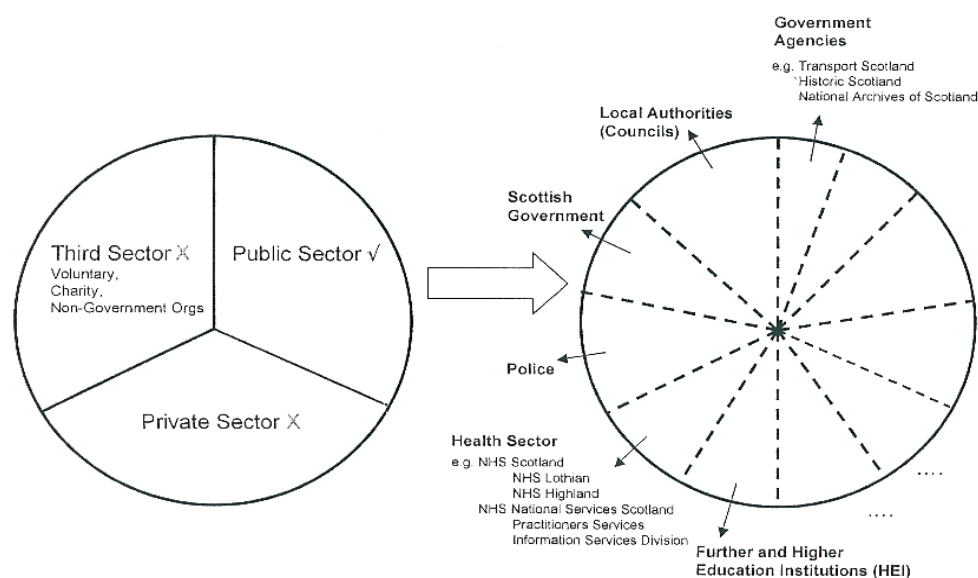 Third Sector X
Voluntary,
Charity,
Non-Government Orgs
Public Sector √
Private Sector X
Government
Agencies
e.g. Transport Scotland
Historic Scotland
National Archives of Scotland
Local Authorities
(Councils)
Scottish
Government
Police
Health Sector
e.g. NHS Scotland
NHS Lothian
NHS Highland
NHS National Services Scotland
Practitioners Services
Information Services Division
Further and Higher
Education Institutions (HEI)
....
....